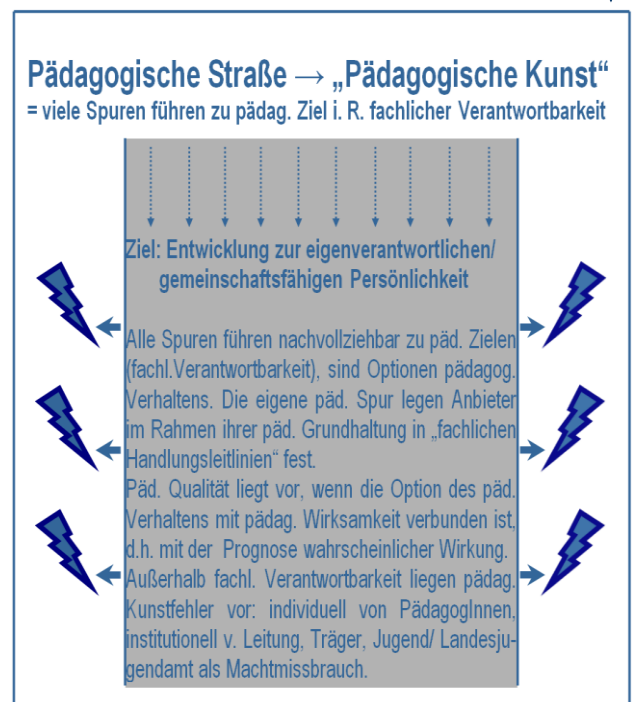 Pädagogische Straße → „Pädagogische Kunst“
= viele Spuren führen zu pädag. Ziel i. R. fachlicher Verantwortbarkeit
Ziel: Entwicklung zur eigenverantwortlichen/
gemeinschaftsfähigen Persönlichkeit
Alle Spuren führen nachvollziehbar zu päd. Zielen
(fachl.Verantwortbarkeit), sind Optionen pädagog.
Verhaltens. Die eigene päd. Spur legen Anbieter
im Rahmen ihrer päd. Grundhaltung in „fachlichen
Handlungsleitlinien“ fest.
Päd. Qualität liegt vor, wenn die Option des päd.
Verhaltens mit pädag. Wirksamkeit verbunden ist,
d.h. mit der Prognose wahrscheinlicher Wirkung.
Außerhalb fachl. Verantwortbarkeit liegen pädag.
Kunstfehler vor: individuell von PädagogInnen,
institutionell v. Leitung, Träger, Jugend/ Landesju-
gendamt als Machtmissbrauch.